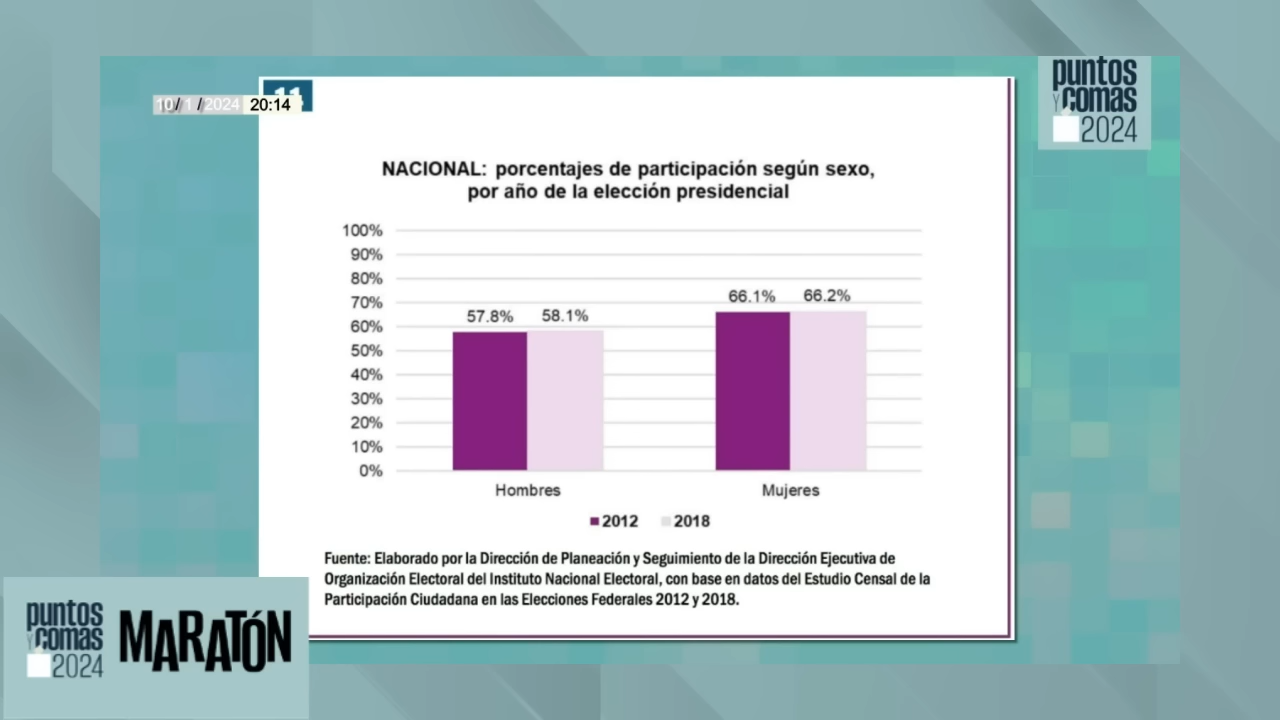 10/ 1 /2024 20:14
11
puntos
y comas
2024
NACIONAL: porcentajes de participación según sexo,
por año de la elección presidencial
100%
90%
80%
70%
60%
50%
40%
30%
20%
10%
0%
57.8%
58.1%
66.1%
66.2%
Hombres
Mujeres
2012
2018
Fuente: Elaborado por la Dirección de Planeación y Seguimiento de la Dirección Ejecutiva de
Organización Electoral del Instituto Nacional Electoral, con base en datos del Estudio Censal de la
Participación Ciudadana en las Elecciones Federales 2012 y 2018.
puntos
y comas
2024
MARATÓN